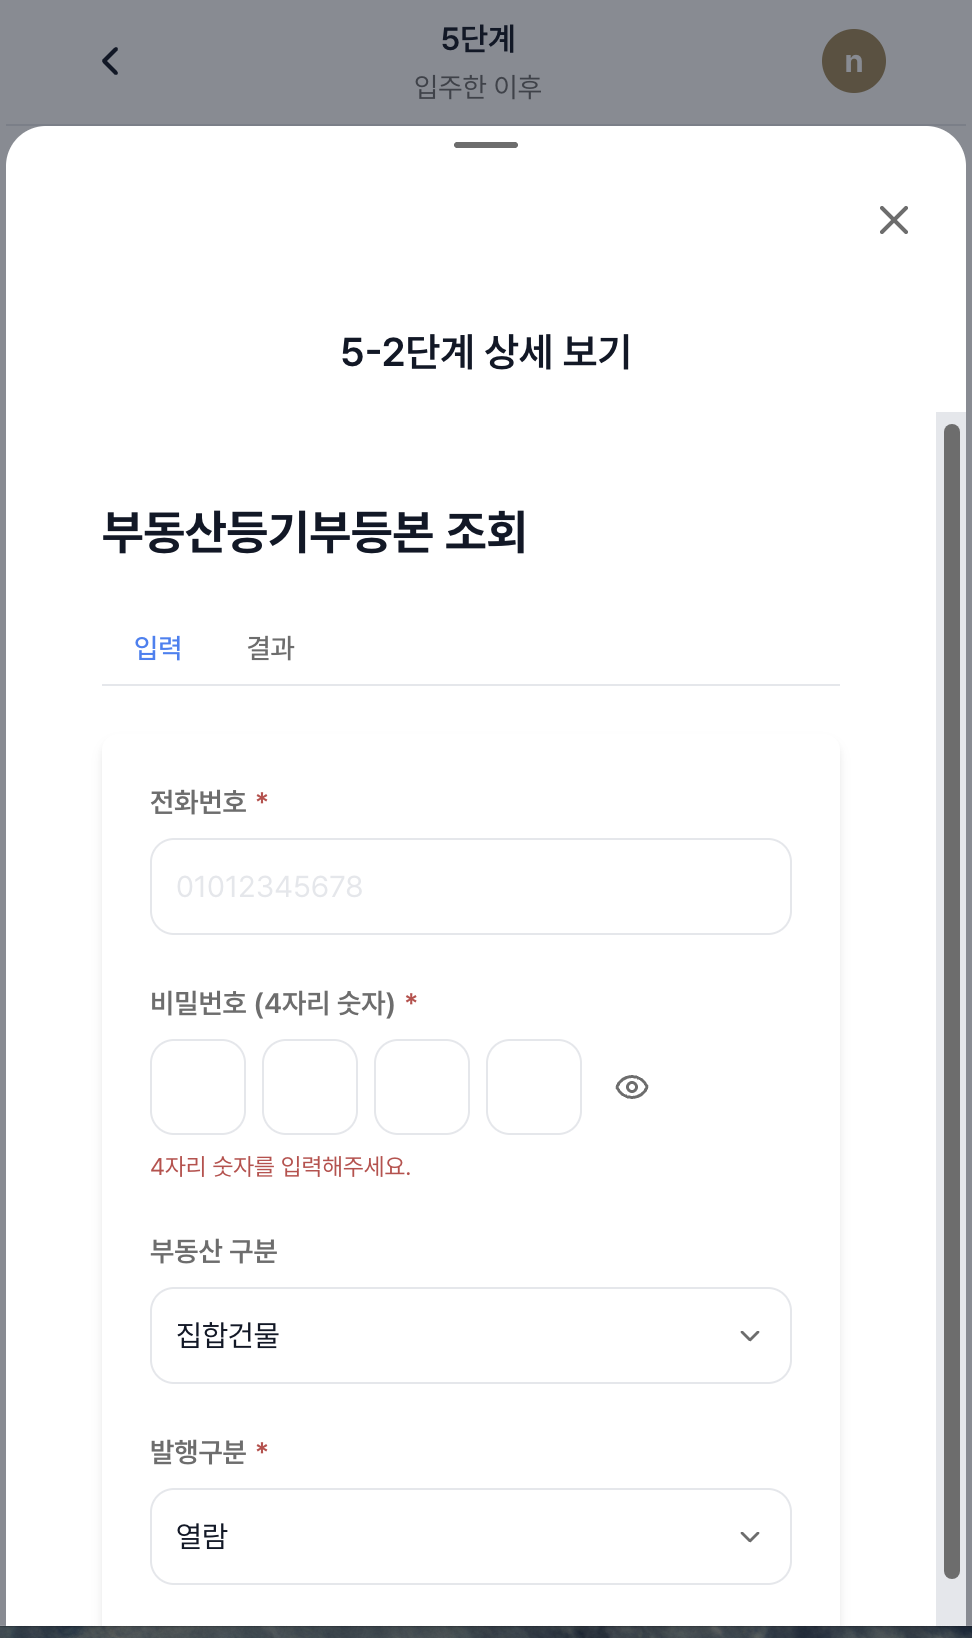 5단계
입주한 이후
n
5-2단계 상세 보기
부동산등기부등본 조회
입력
결과
전화번호 *
01012345678
비밀번호 (4자리 숫자) *
4자리 숫자를 입력해주세요.
부동산 구분
집합건물
발행구분 *
열람